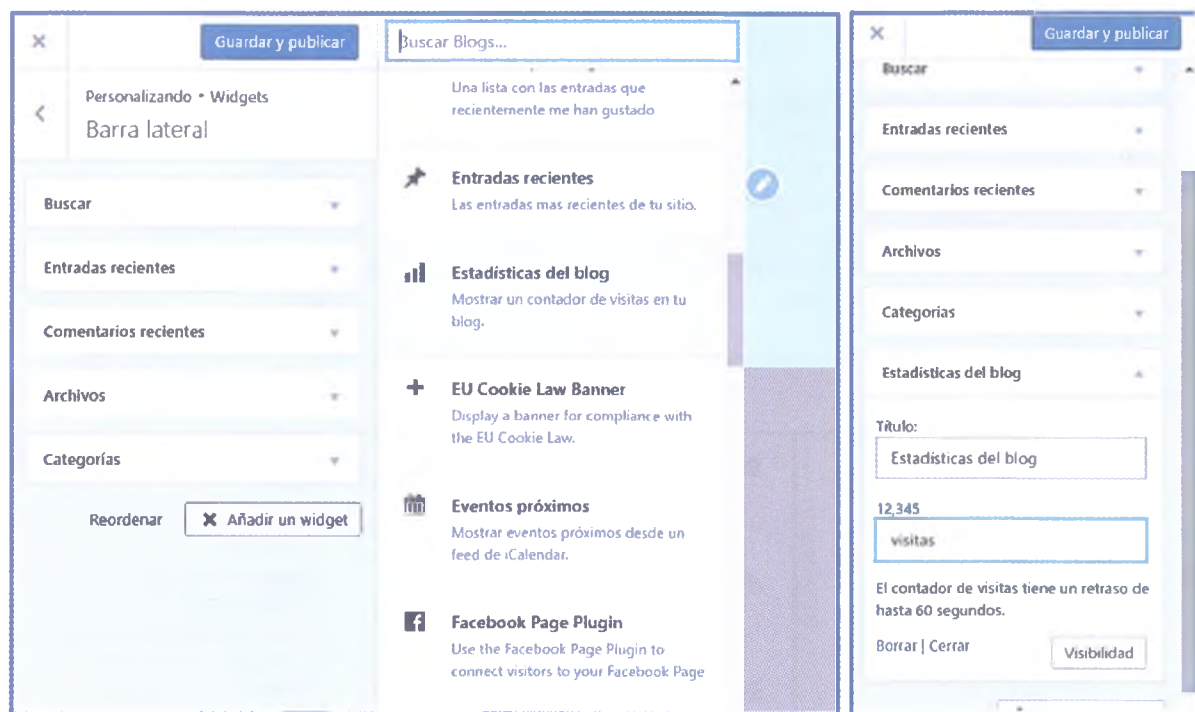 Guardar y publicar
Personalizando • Widgets
Barra lateral
Buscar
Entradas recientes
Comentarios recientes
Archivos
Categorías
Reordenar
Añadir un widget
Buscar Blogs...
Una lista con las entradas que
recientemente me han gustado
Entradas recientes
Las entradas mas recientes de tu sitio.
Estadísticas del blog
Mostrar un contador de visitas en tu
blog.
EU Cookie Law Banner
Display a banner for compliance with
the EU Cookie Law.
Eventos próximos
Mostrar eventos próximos desde un
feed de iCalendar.
Facebook Page Plugin
Use the Facebook Page Plugin to
connect visitors to your Facebook Page
Guardar y publicar
Buscar
Entradas recientes
Comentarios recientes
Archivos
Categorías
Estadísticas del blog
Título:
Estadísticas del blog
12,345
visitas
El contador de visitas tiene un retraso de
hasta 60 segundos.
Borrar | Cerrar
Visibilidad